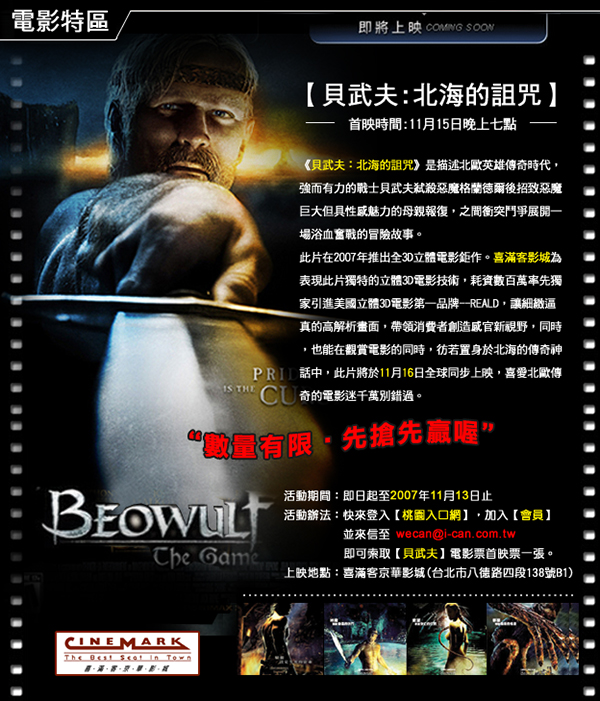 電影特區
即將上映 COMING SOON
【貝武夫:北海的詛咒】
首映時間:11月15日晚上七點
《貝武夫：北海的詛咒》是描述北歐英雄傳奇時代，
強而有力的戰士貝武夫弒殺惡魔格蘭德爾後招致惡魔
巨大但具性感魅力的母親報復，之間衝突鬥爭展開一
場浴血奮戰的冒險故事。
此片在2007年推出全3D立體電影鉅作。喜滿客影城為
表現此片獨特的立體3D電影技術，耗資數百萬率先獨
家引進美國立體3D電影第一品牌--REALD，讓細緻逼
真的高解析畫面，帶領消費者創造感官新視野，同時
，也能在觀賞電影的同時，彷若置身於北海的傳奇神
話中，此片將於11月16日全球同步上映，喜愛北歐傳
奇的電影迷千萬別錯過。
PRID
IS THE CU
“數量有限．先搶先贏喔”
BEOWULF
The Game
活動期間：即日起至2007年11月13日止
活動辦法：快來登入【桃園入口網】，加入【會員】
並來信至 wecan@i-can.com.tw
即可索取【貝武夫】電影票首映票一張。
上映地點：喜滿客京華影城(台北市八德路四段138號B1)
CINEMARK
The Best Seat In Town
喜滿客京華影城